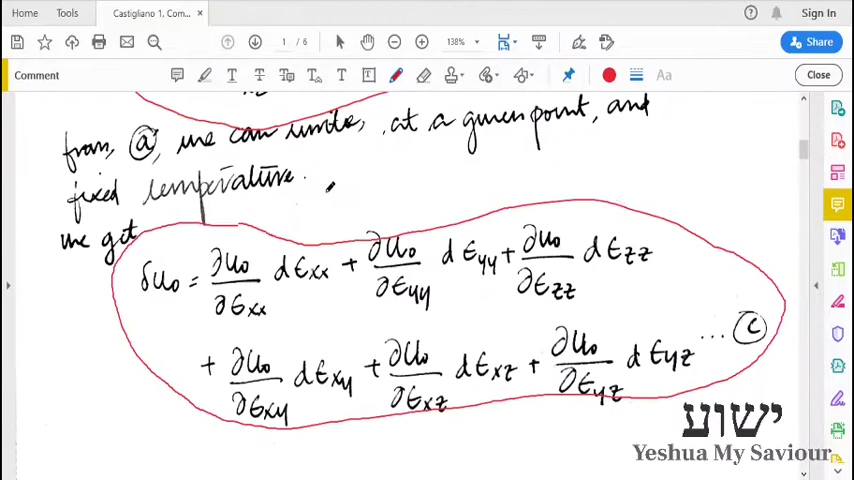 Home Tools Castigliano 1, Com... × ? Sign In
1 / 6 138% Share
Comment Aa Close
from, ⓐ, we can write, at a given point, and
fixed temperature.
we get
δu₀ = ∂u₀/∂ϵxx dϵxx + ∂u₀/∂ϵyy dϵyy + ∂u₀/∂ϵzz dϵzz
+ ∂u₀/∂ϵxy dϵxy + ∂u₀/∂ϵxz dϵxz + ∂u₀/∂ϵyz dϵyz ... ⓒ
ישוע
Yeshua My Saviour